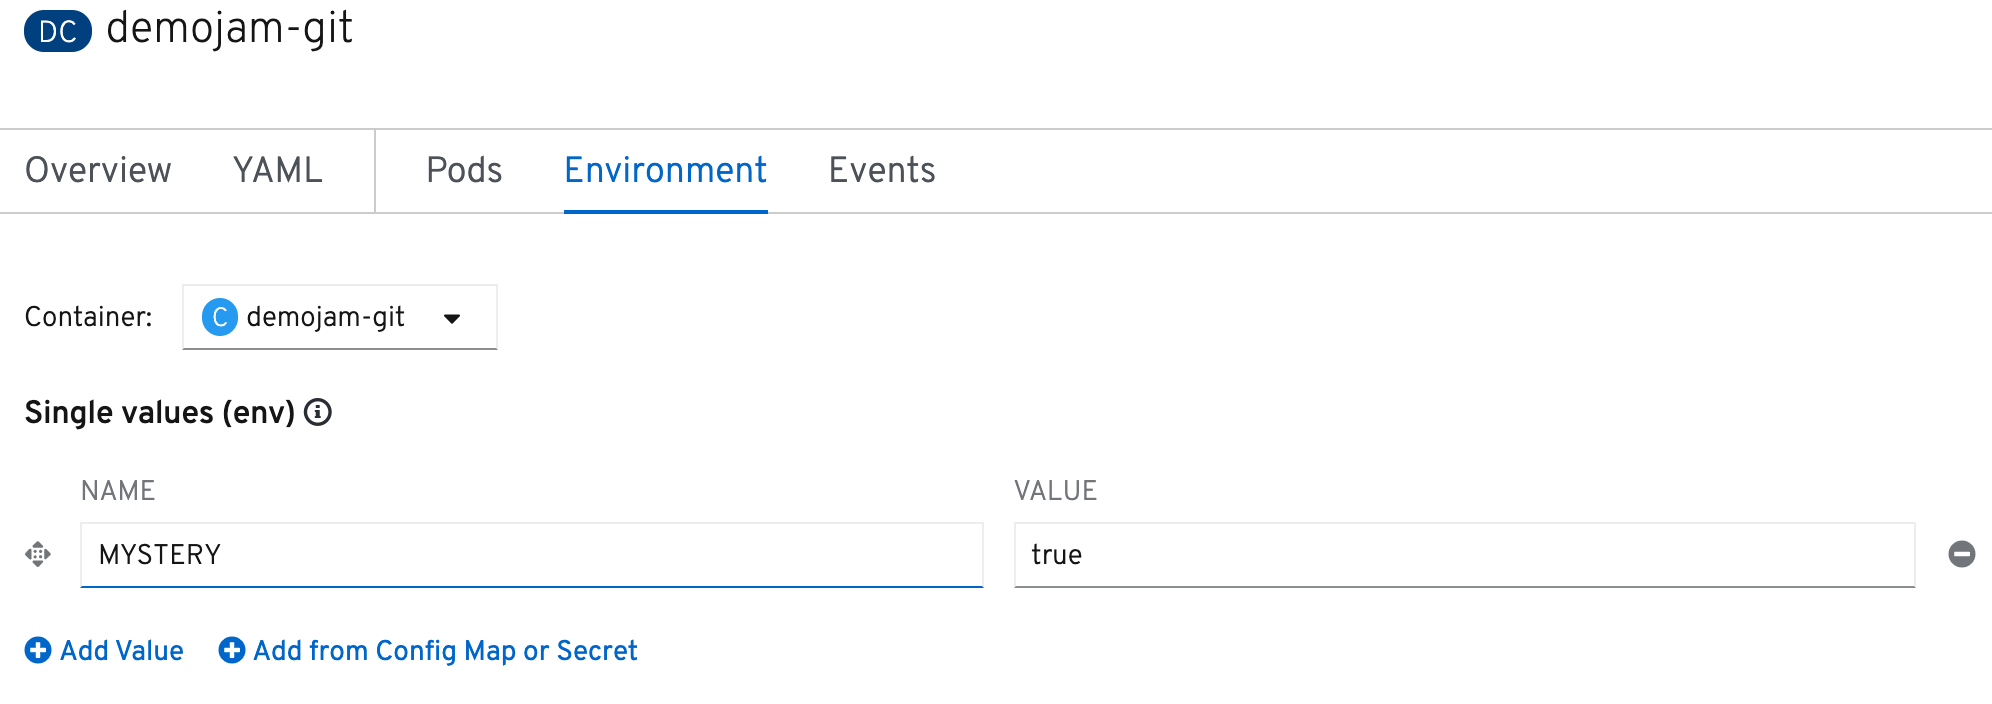 DC demojam-git
Overview YAML Pods Environment Events
Container: C demojam-git
Single values (env)
NAME VALUE
MYSTERY true
Add Value Add from Config Map or Secret